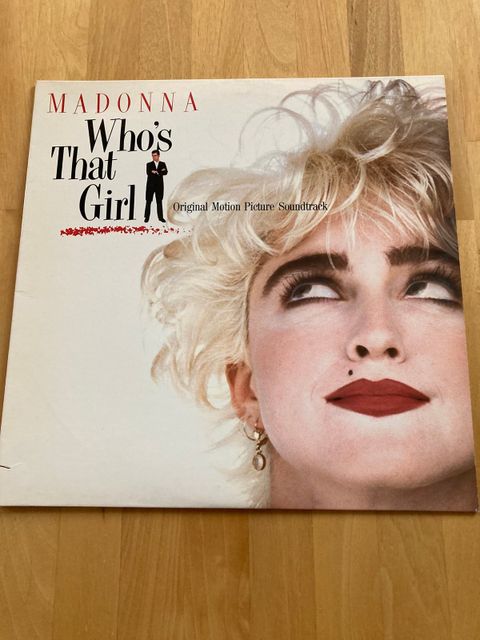 MADONNA
Who's
That
Girl
Original Motion Picture Soundtrack